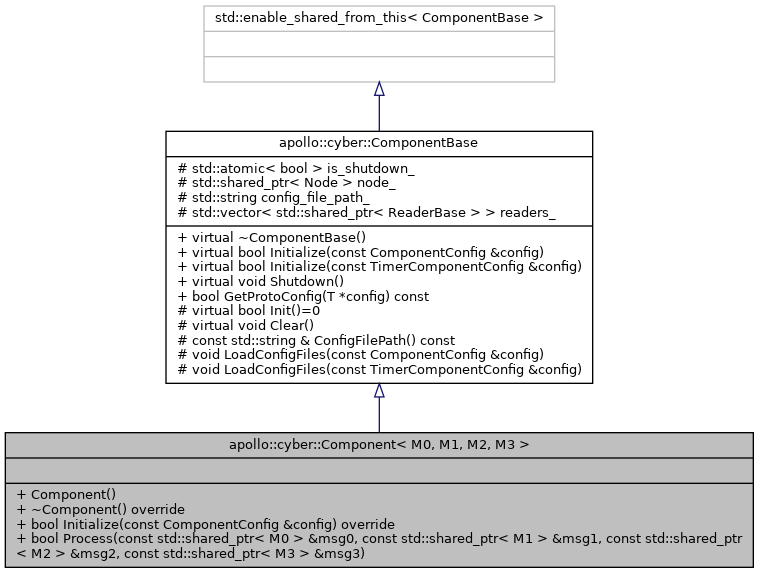 std::enable_shared_from_this< ComponentBase >
apollo::cyber::ComponentBase
# std::atomic< bool > is_shutdown_
# std::shared_ptr< Node > node_
# std::string config_file_path_
# std::vector< std::shared_ptr< ReaderBase > > readers_
+ virtual ~ComponentBase()
+ virtual bool Initialize(const ComponentConfig &config)
+ virtual bool Initialize(const TimerComponentConfig &config)
+ virtual void Shutdown()
+ bool GetProtoConfig(T *config) const
# virtual bool Init()=0
# virtual void Clear()
# const std::string & ConfigFilePath() const
# void LoadConfigFiles(const ComponentConfig &config)
# void LoadConfigFiles(const TimerComponentConfig &config)
apollo::cyber::Component< M0, M1, M2, M3 >
+ Component()
+ ~Component() override
+ bool Initialize(const ComponentConfig &config) override
+ bool Process(const std::shared_ptr< M0 > &msg0, const std::shared_ptr< M1 > &msg1, const std::shared_ptr
< M2 > &msg2, const std::shared_ptr< M3 > &msg3)